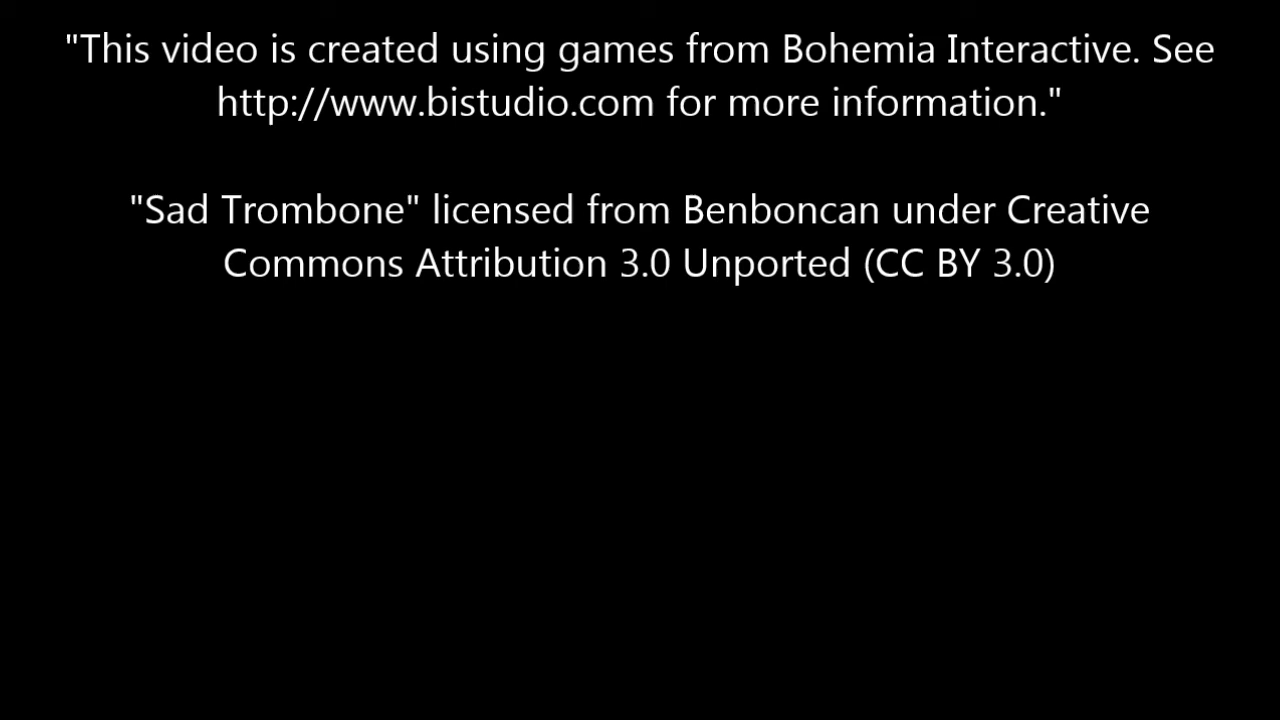 "This video is created using games from Bohemia Interactive. See
http://www.bistudio.com for more information."
"Sad Trombone" licensed from Benboncan under Creative
Commons Attribution 3.0 Unported (CC BY 3.0)